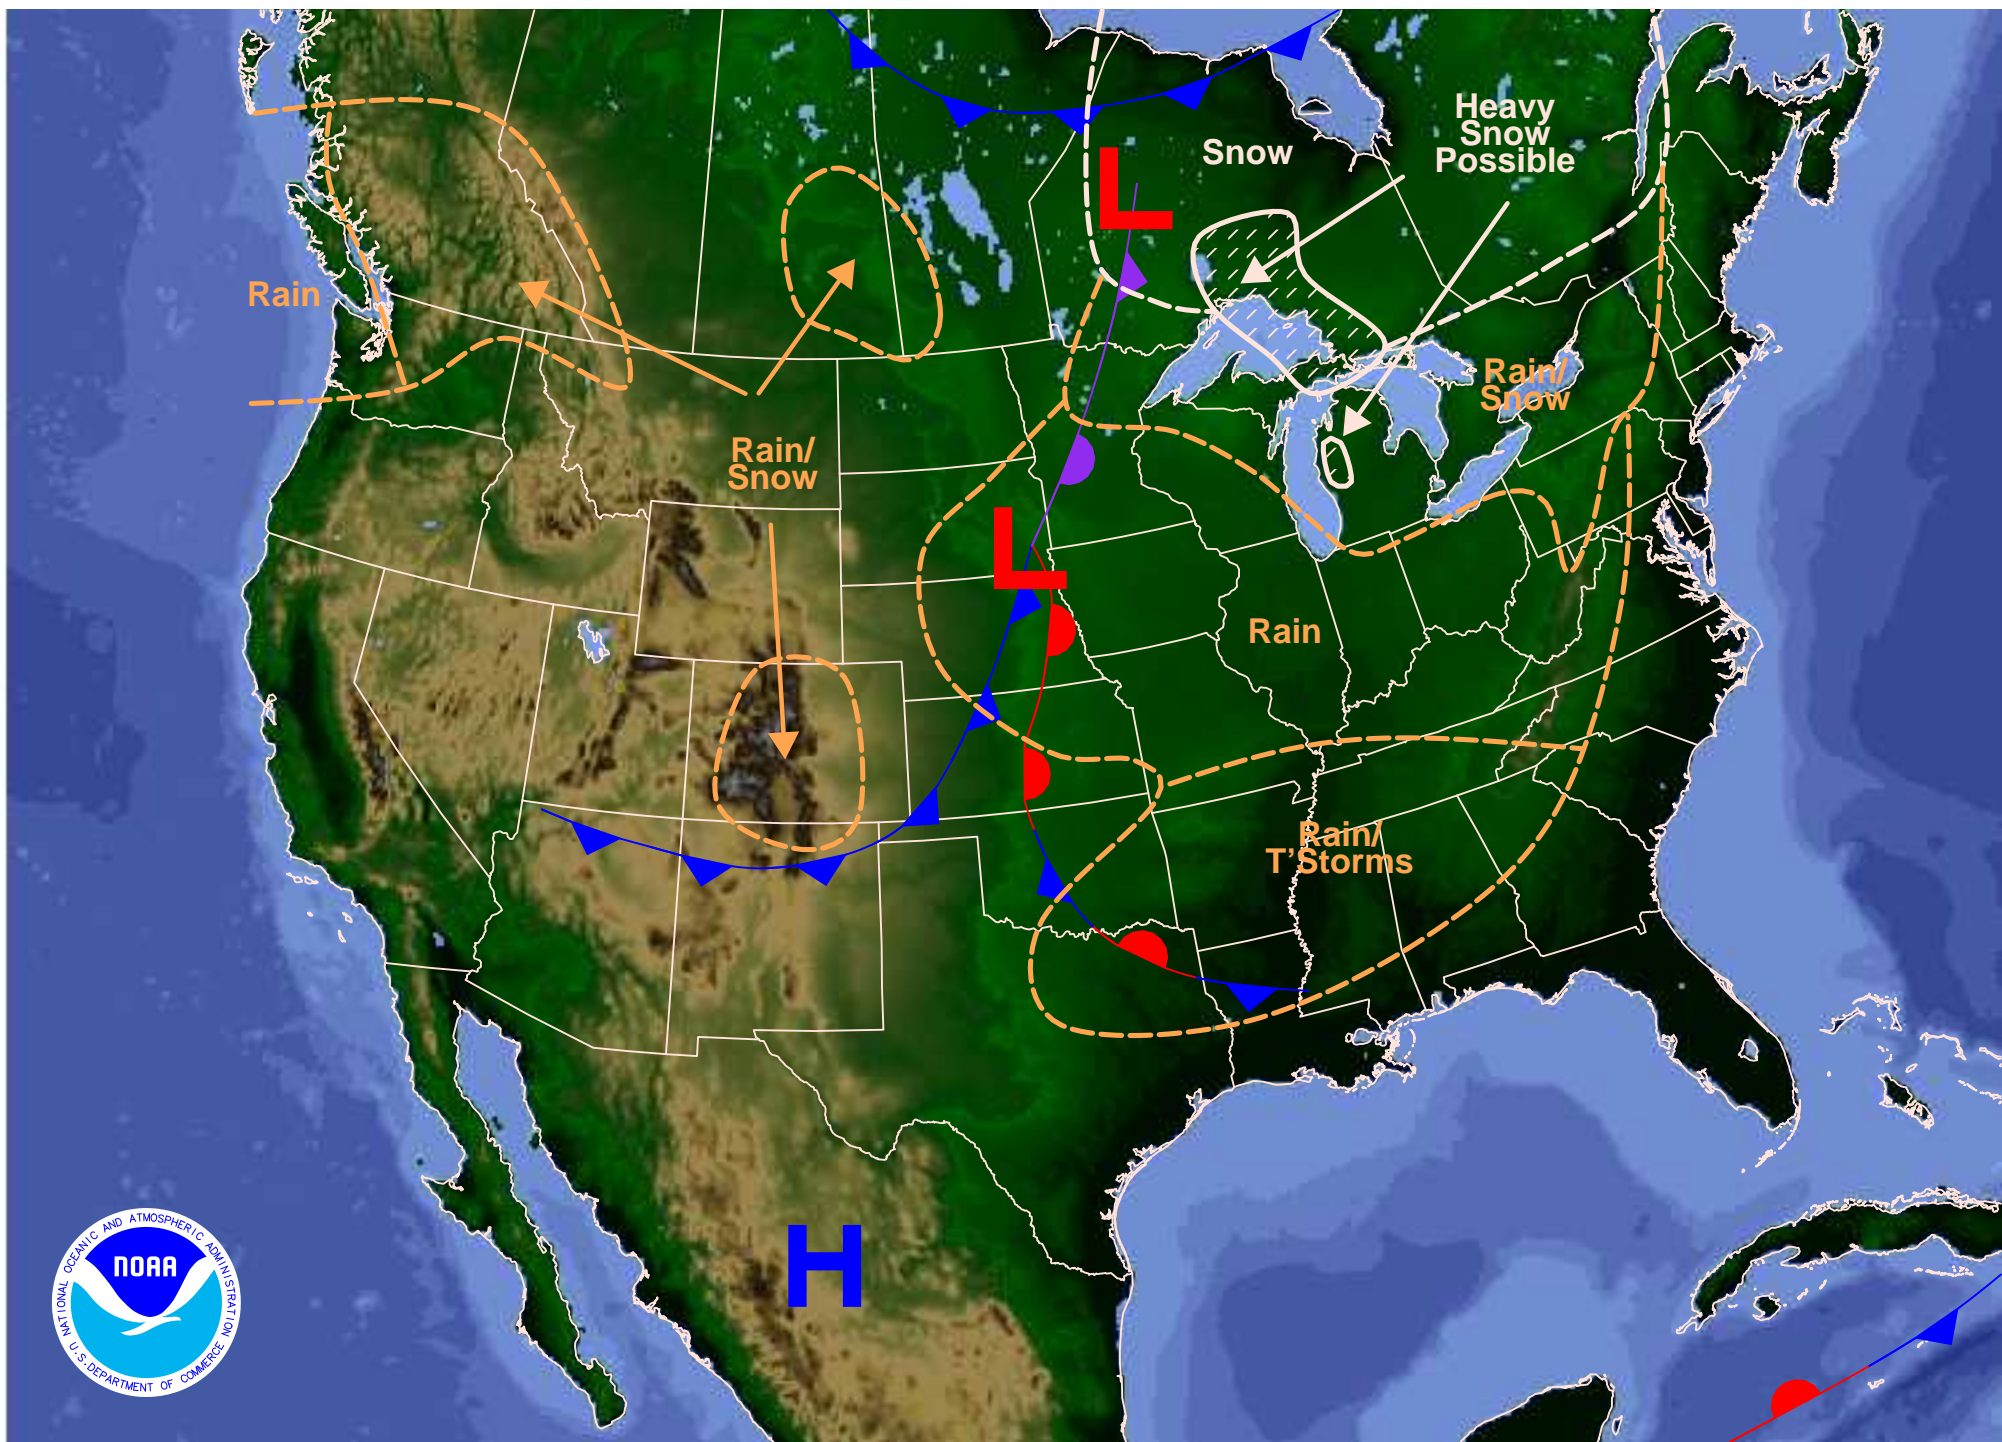 Heavy
Snow
Possible
Snow
L
Rain
Rain/
Snow
Rain/
Snow
L
Rain
Rain/
T'Storms
H
NATIONAL OCEANIC AND ATMOSPHERIC ADMINISTRATION
NOAA
U.S. DEPARTMENT OF COMMERCE